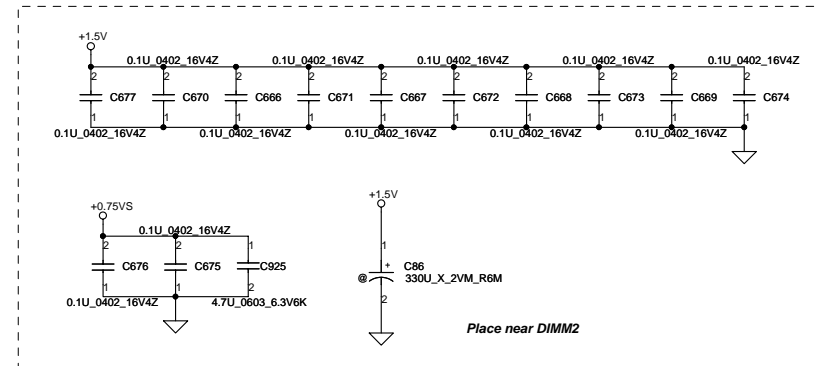 +1.5V
0.1U_0402_16V4Z 0.1U_0402_16V4Z 0.1U_0402_16V4Z 0.1U_0402_16V4Z 0.1U_0402_16V4Z
2 2 2 2 2 2 2 2 2 2
C677 C670 C666 C671 C667 C672 C668 C673 C669 C674
1 1 1 1 1 1 1 1 1 1
0.1U_0402_16V4Z 0.1U_0402_16V4Z 0.1U_0402_16V4Z 0.1U_0402_16V4Z 0.1U_0402_16V4Z
+0.75VS
0.1U_0402_16V4Z
2 2 1
C676 C675 C925
1 1 2
0.1U_0402_16V4Z 4.7U_0603_6.3V6K
+1.5V
1
+ C86
@ 330U_X_2VM_R6M
2
Place near DIMM2